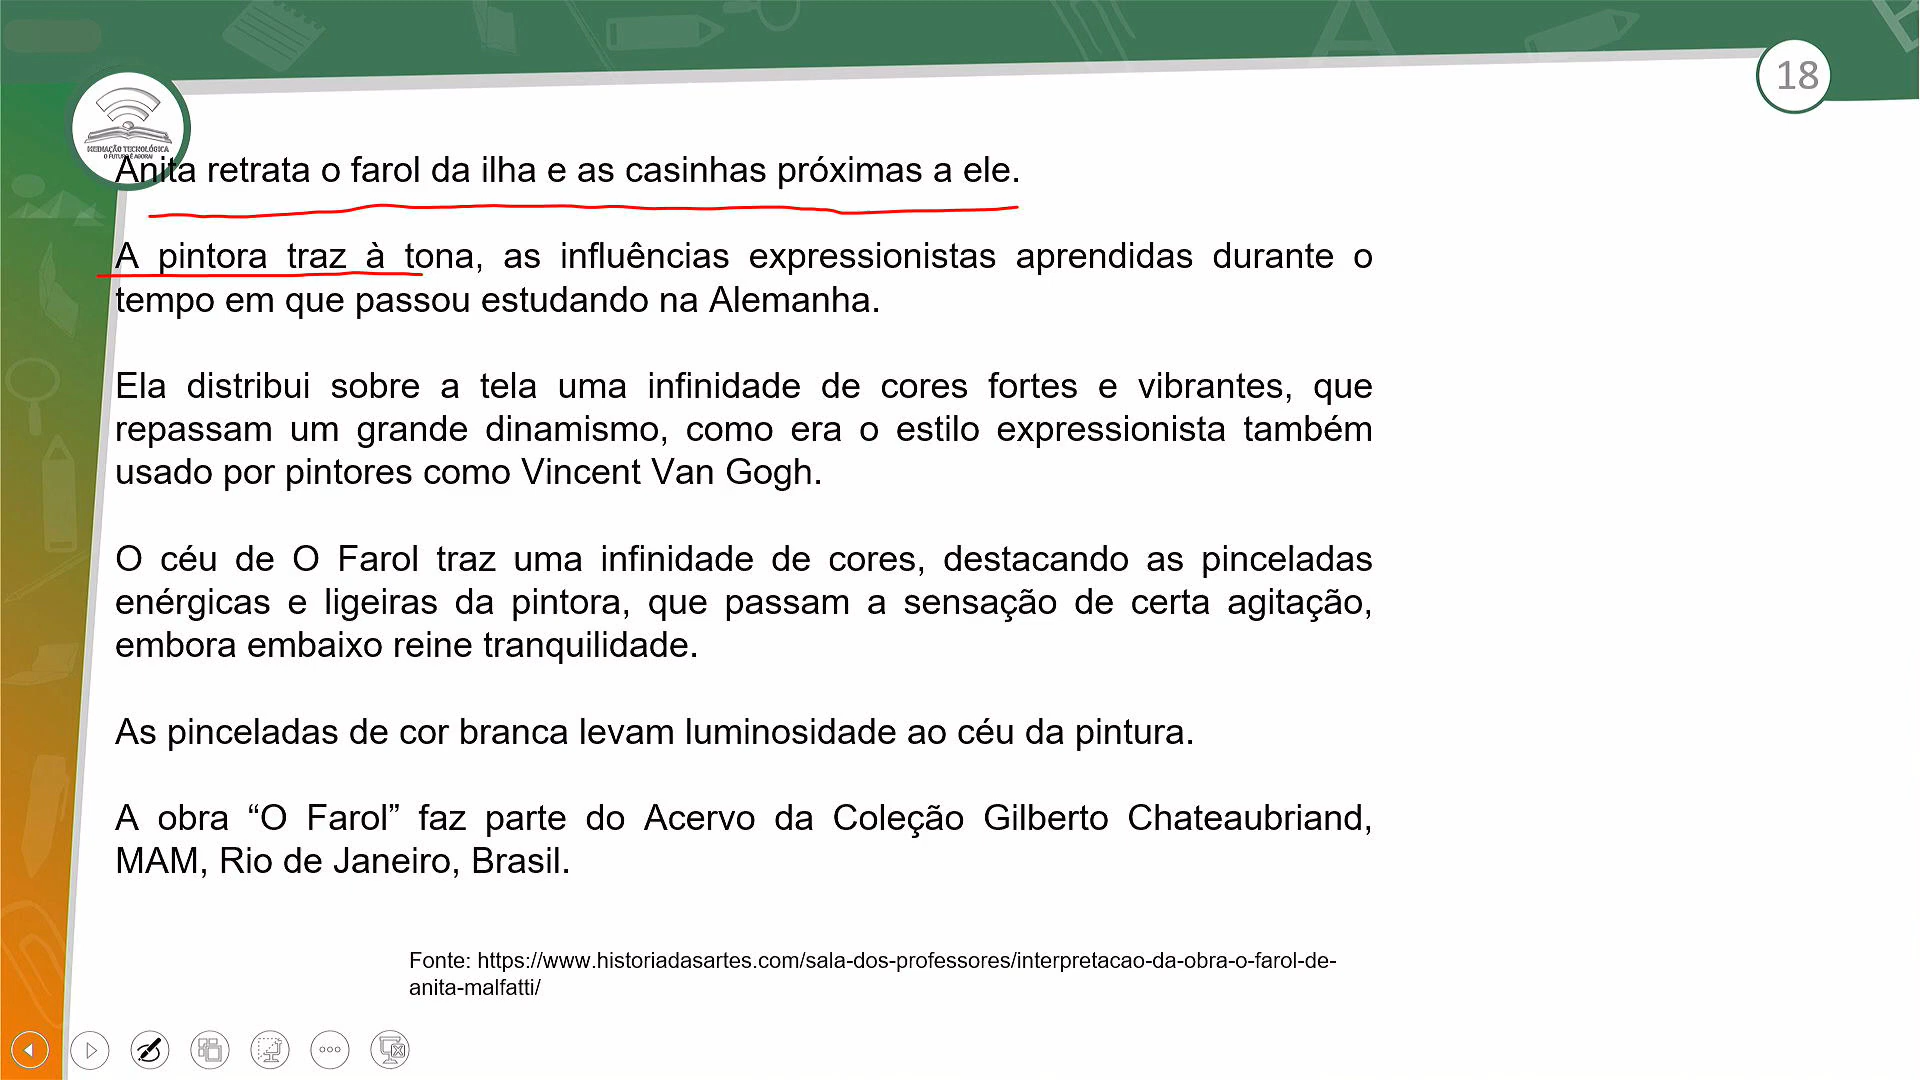 18
MEDIAÇÃO TECNOLÓGICA
O FUTURO É AGORA!
Anita retrata o farol da ilha e as casinhas próximas a ele.
A pintora traz à tona, as influências expressionistas aprendidas durante o
tempo em que passou estudando na Alemanha.
Ela distribui sobre a tela uma infinidade de cores fortes e vibrantes, que
repassam um grande dinamismo, como era o estilo expressionista também
usado por pintores como Vincent Van Gogh.
O céu de O Farol traz uma infinidade de cores, destacando as pinceladas
enérgicas e ligeiras da pintora, que passam a sensação de certa agitação,
embora embaixo reine tranquilidade.
As pinceladas de cor branca levam luminosidade ao céu da pintura.
A obra “O Farol” faz parte do Acervo da Coleção Gilberto Chateaubriand,
MAM, Rio de Janeiro, Brasil.
Fonte: https://www.historiadasartes.com/sala-dos-professores/interpretacao-da-obra-o-farol-de-
anita-malfatti/